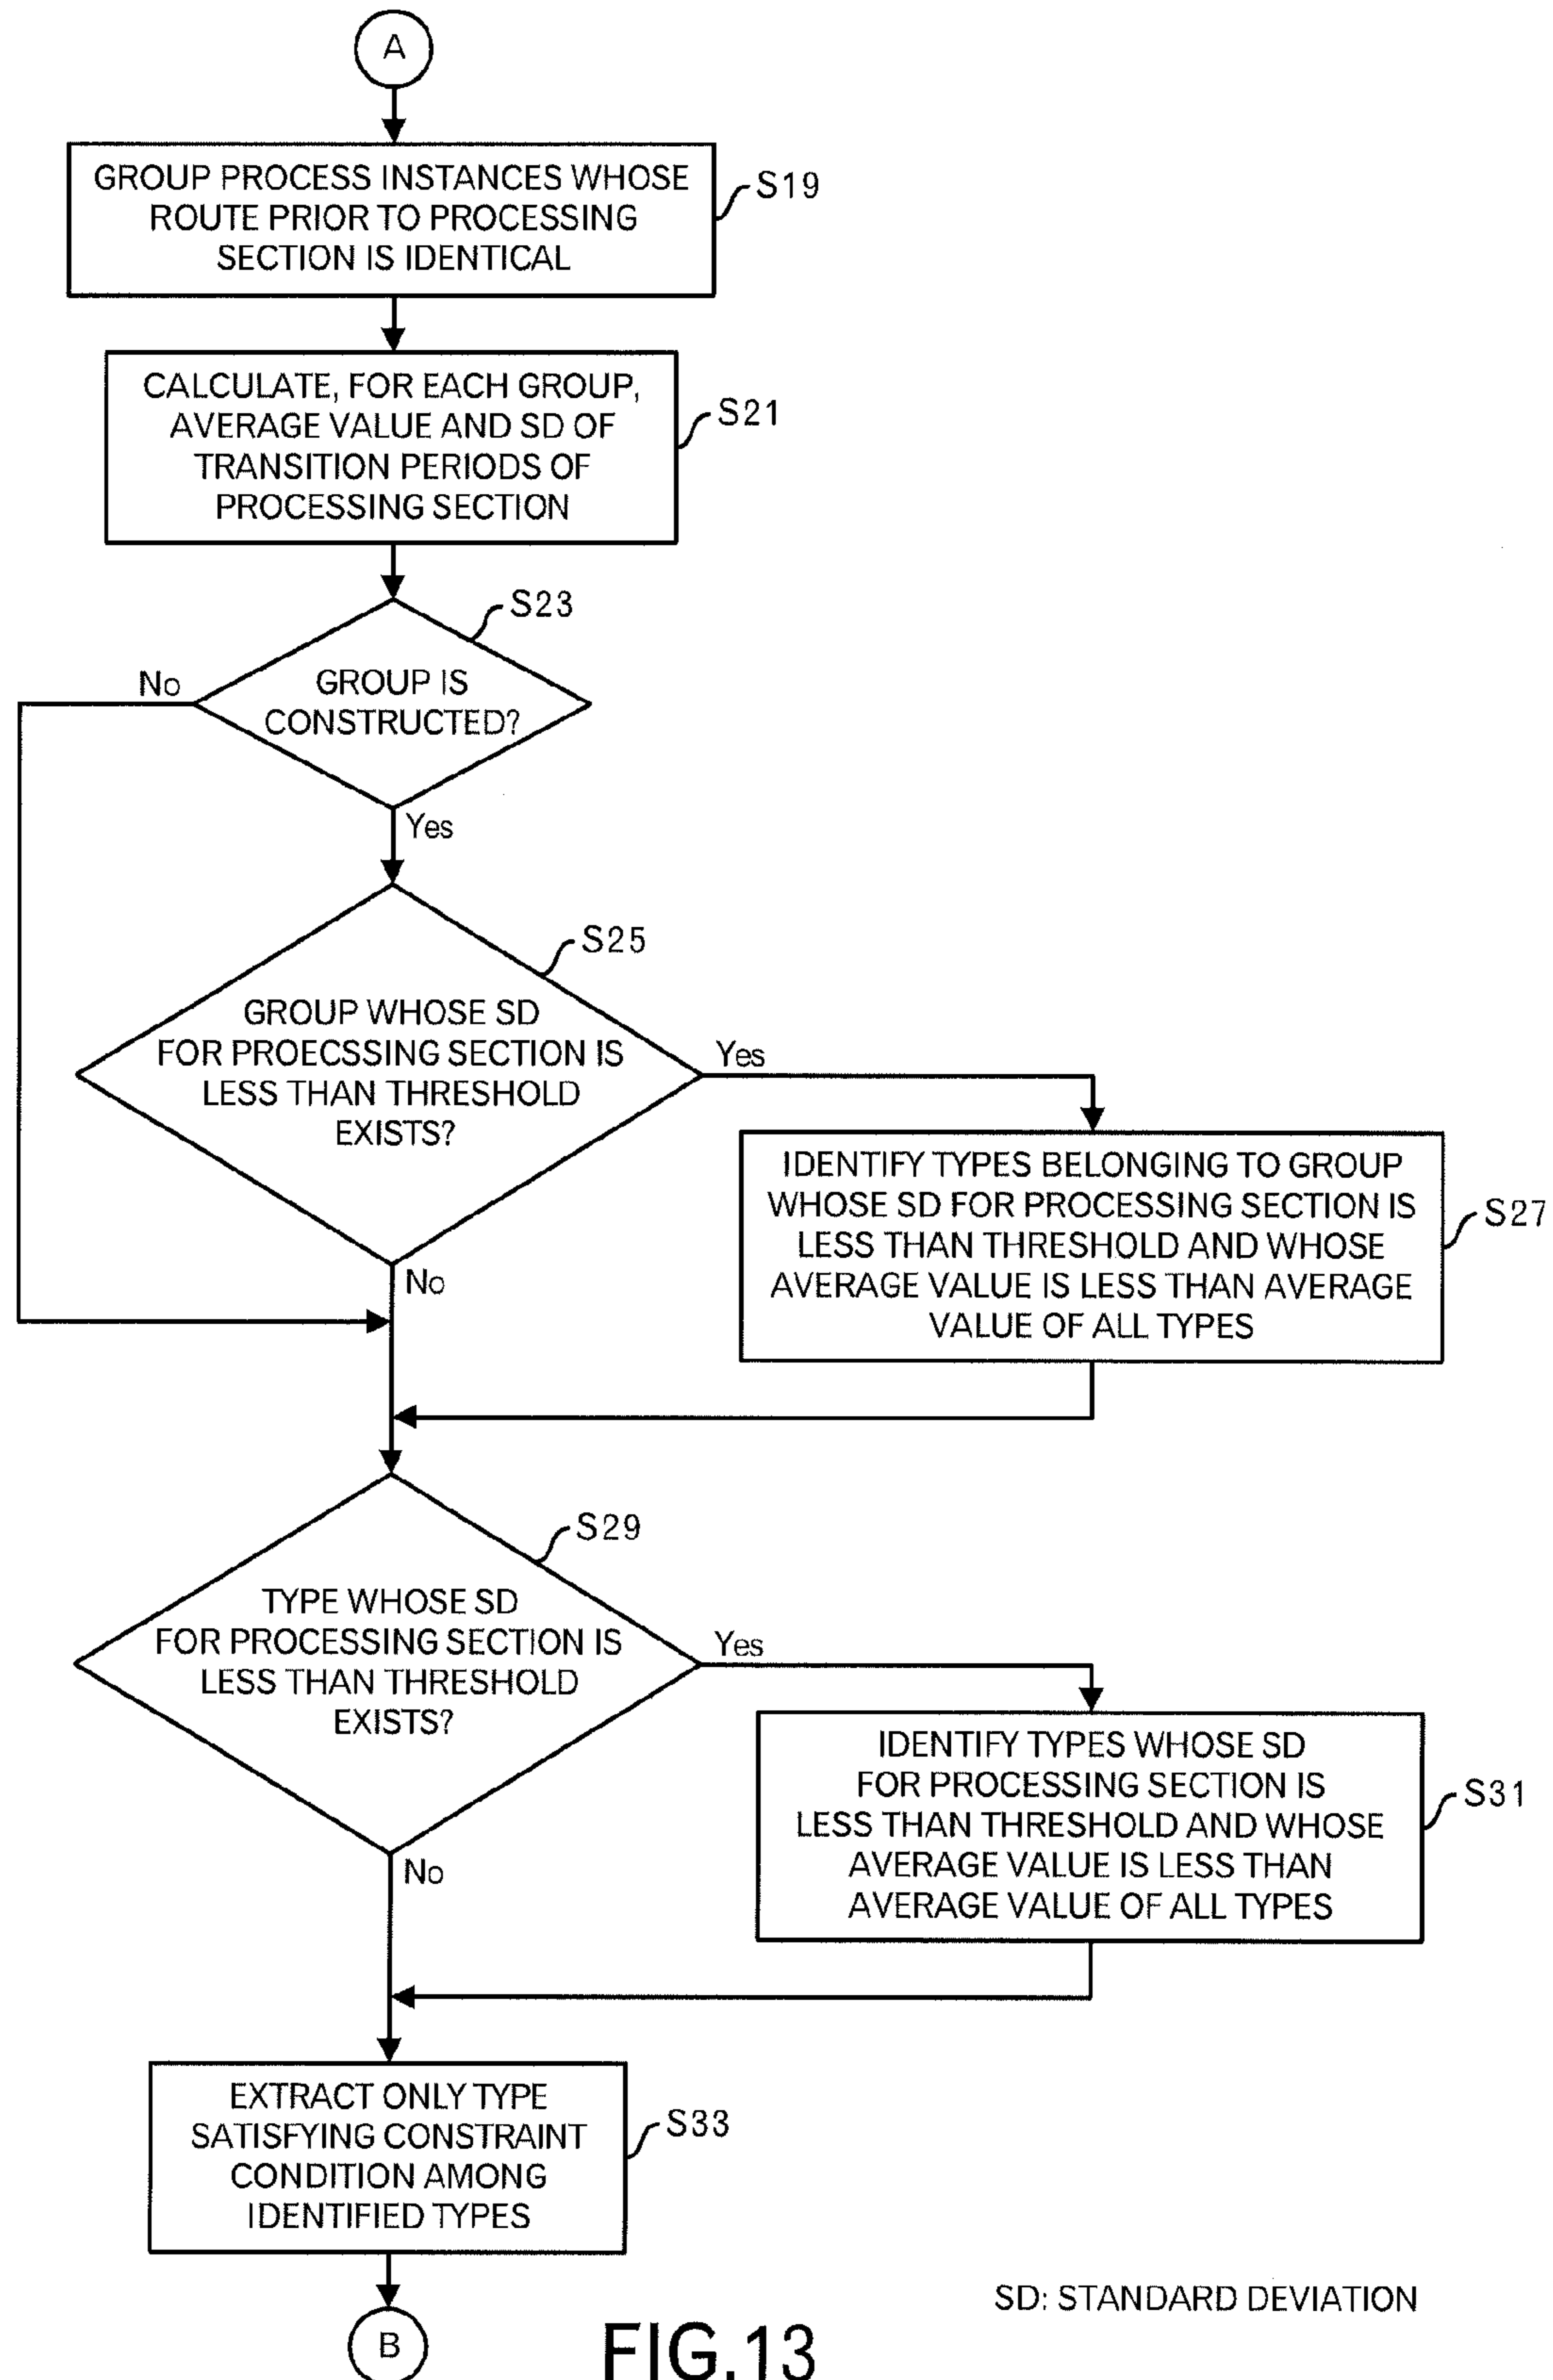 A
GROUP PROCESS INSTANCES WHOSE
ROUTE PRIOR TO PROCESSING
SECTION IS IDENTICAL
S19
CALCULATE, FOR EACH GROUP,
AVERAGE VALUE AND SD OF
TRANSITION PERIODS OF
PROCESSING SECTION
S21
S23
No
GROUP IS
CONSTRUCTED?
Yes
S25
GROUP WHOSE SD
FOR PROECSSING SECTION IS
LESS THAN THRESHOLD
EXISTS?
Yes
No
IDENTIFY TYPES BELONGING TO GROUP
WHOSE SD FOR PROCESSING SECTION IS
LESS THAN THRESHOLD AND WHOSE
AVERAGE VALUE IS LESS THAN AVERAGE
VALUE OF ALL TYPES
S27
S29
TYPE WHOSE SD
FOR PROCESSING SECTION IS
LESS THAN THRESHOLD
EXISTS?
Yes
No
IDENTIFY TYPES WHOSE SD
FOR PROCESSING SECTION IS
LESS THAN THRESHOLD AND WHOSE
AVERAGE VALUE IS LESS THAN
AVERAGE VALUE OF ALL TYPES
S31
EXTRACT ONLY TYPE
SATISFYING CONSTRAINT
CONDITION AMONG
IDENTIFIED TYPES
S33
SD: STANDARD DEVIATION
B
FIG.13